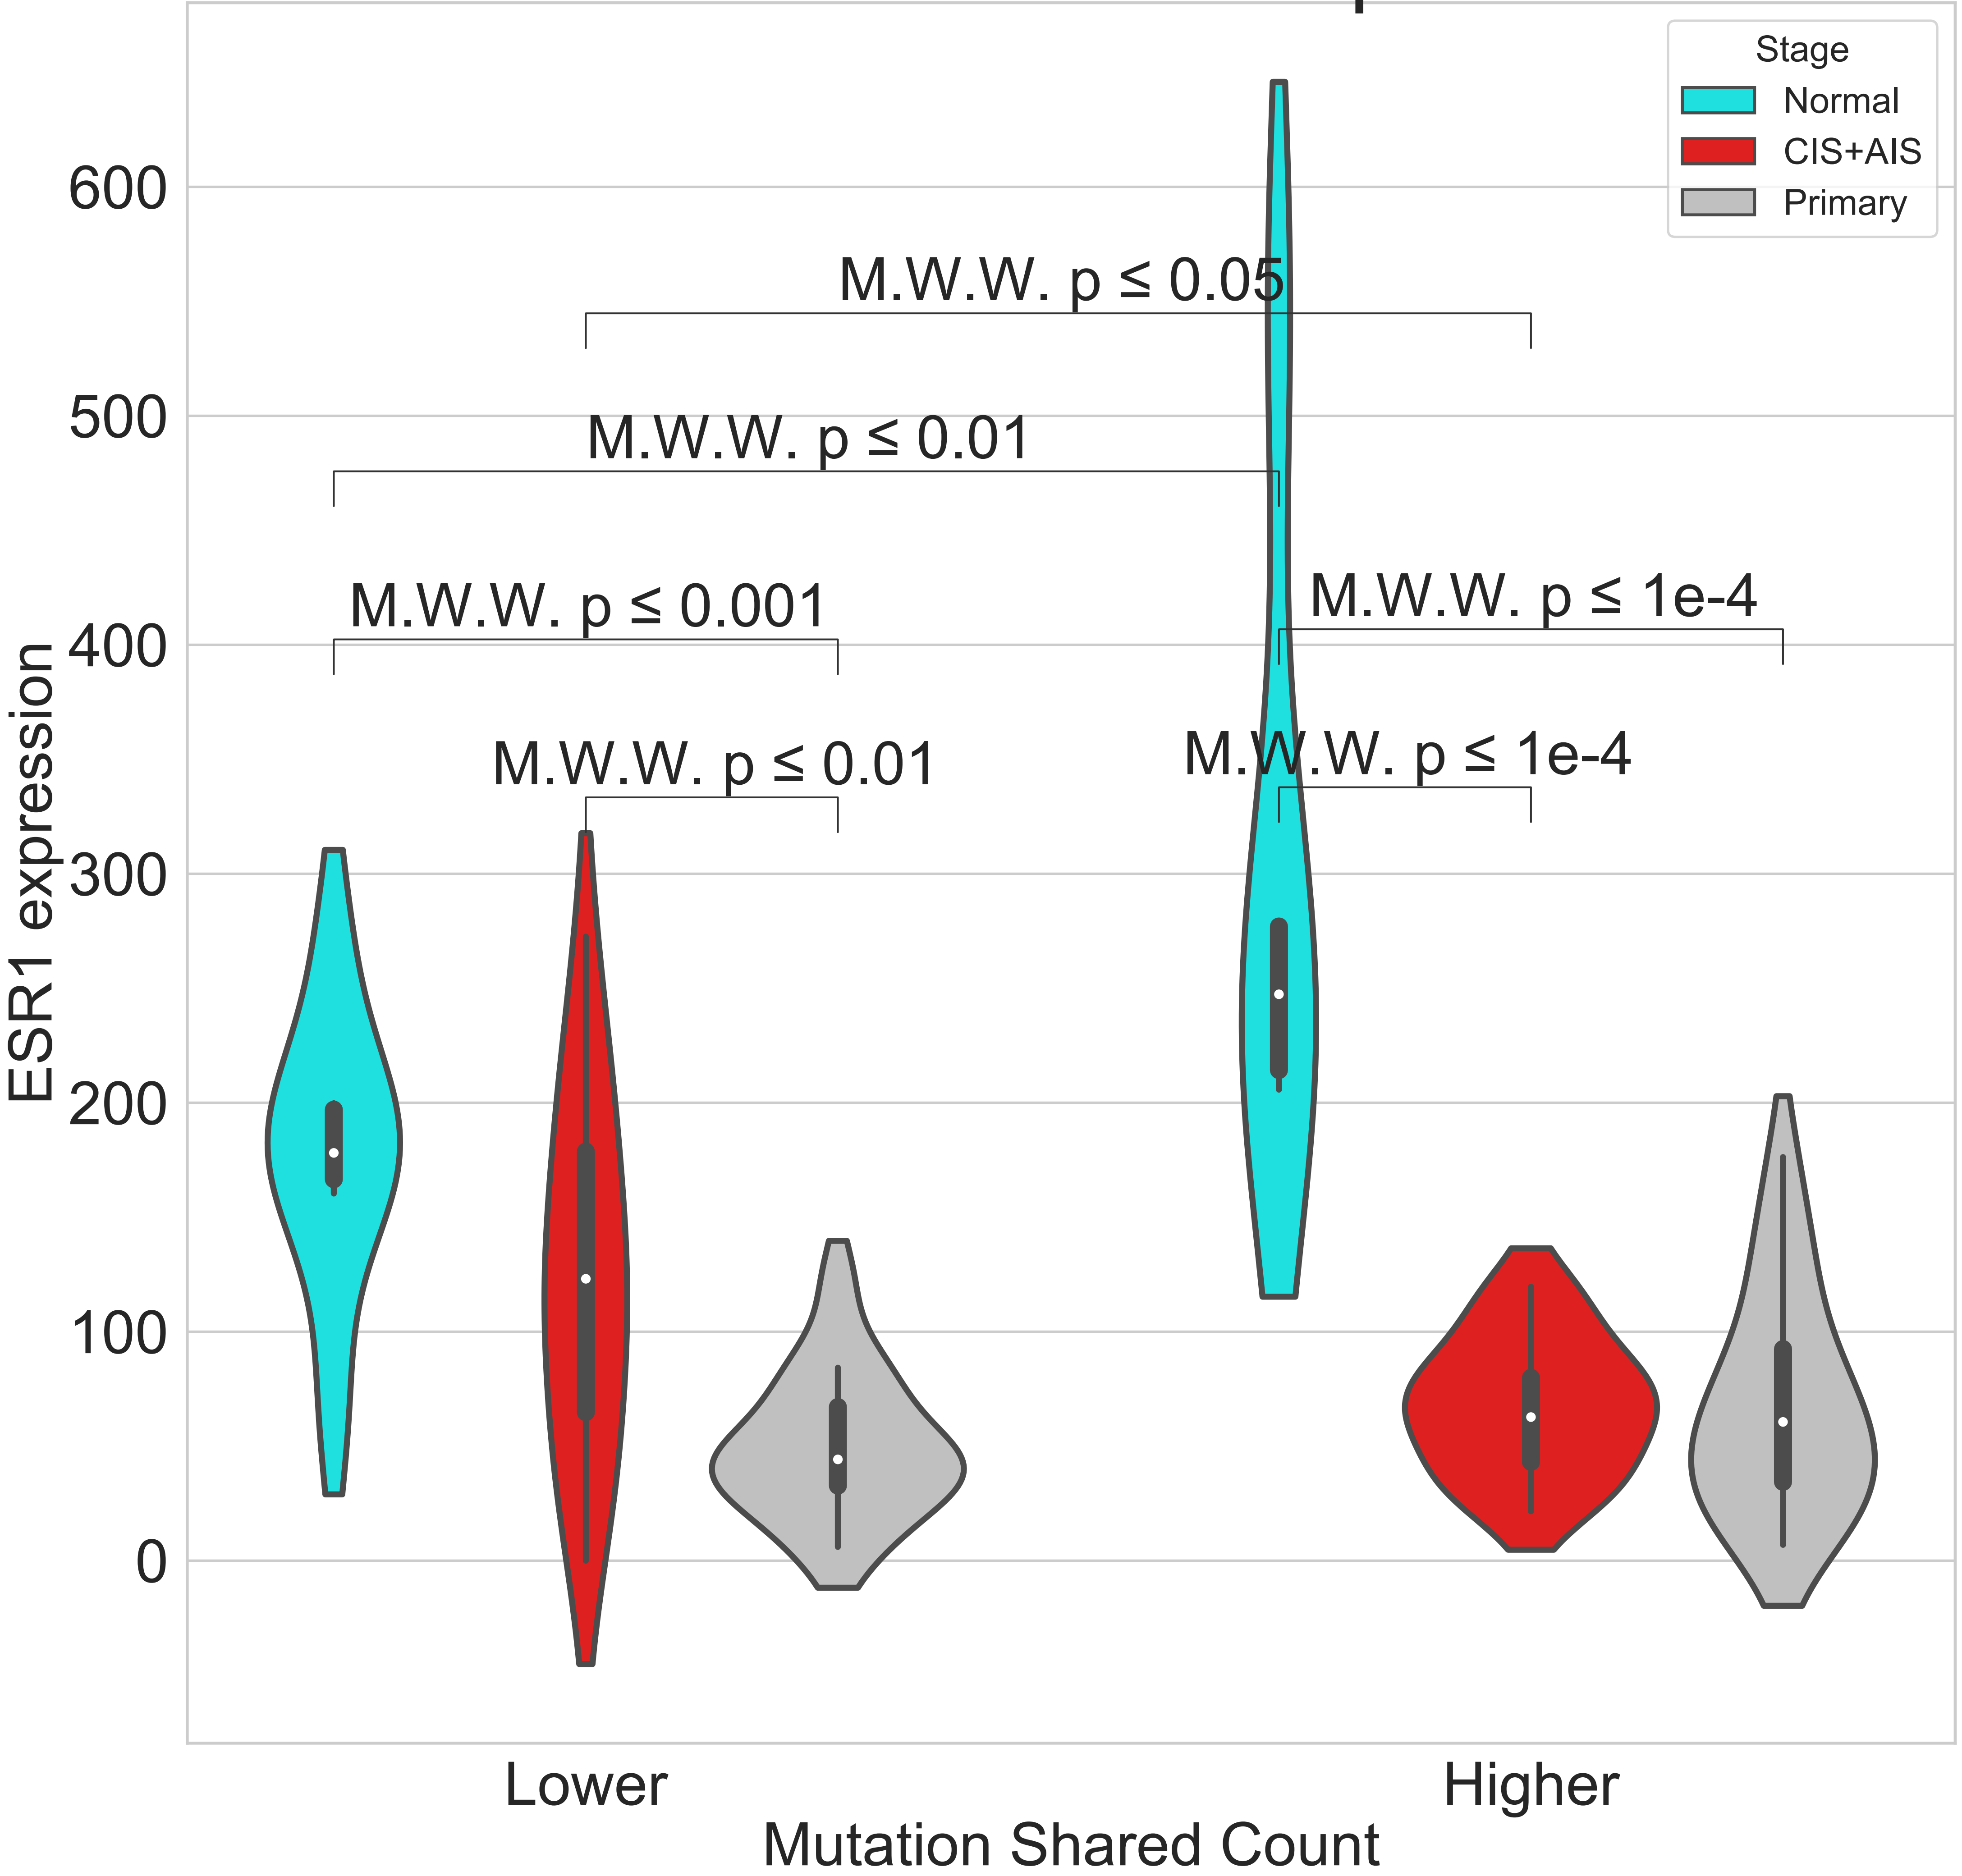 Stage
Normal
CIS+AIS
Primary
600
500
400
300
200
100
0
ESR1 expression
M.W.W. p ≤ 0.05
M.W.W. p ≤ 0.01
M.W.W. p ≤ 0.001
M.W.W. p ≤ 1e-4
M.W.W. p ≤ 0.01
M.W.W. p ≤ 1e-4
Lower
Higher
Mutation Shared Count